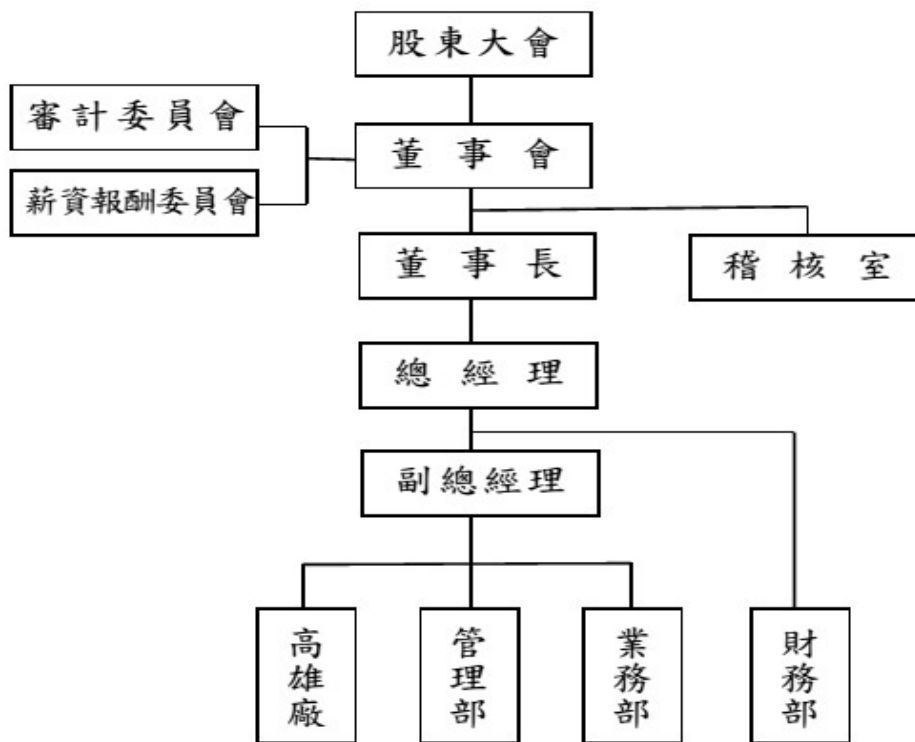 股東大會
審計委員會
董事會
薪資報酬委員會
董事長
稽核室
總經理
副總經理
高雄廠
管理部
業務部
財務部